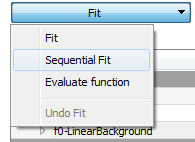 Fit
Fit
Sequential Fit
Evaluate function
Undo Fit
f0-LinearBackground